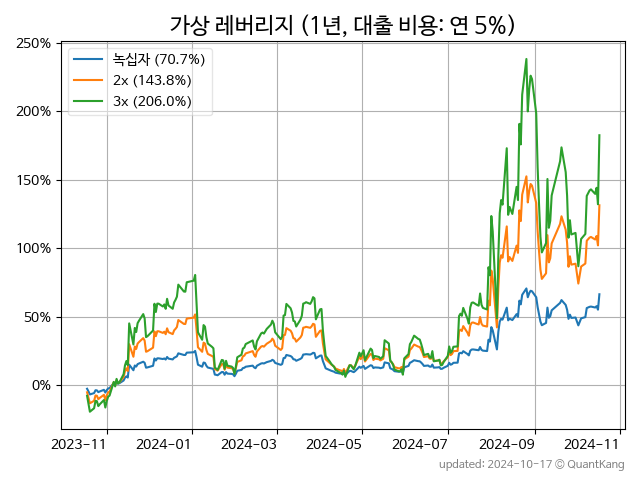 가상 레버리지 (1년, 대출 비용: 연 5%)
250%
200%
150%
100%
50%
0%
녹십자 (70.7%)
2x (143.8%)
3x (206.0%)
2023-11
2024-01
2024-03
2024-05
2024-07
2024-09
2024-11
updated: 2024-10-17 © QuantKang